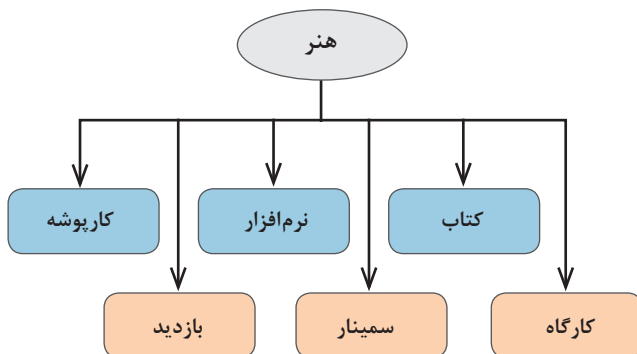 هنر
کتاب
نرم‌افزار
کارپوشه
کارگاه
سمینار
بازدید